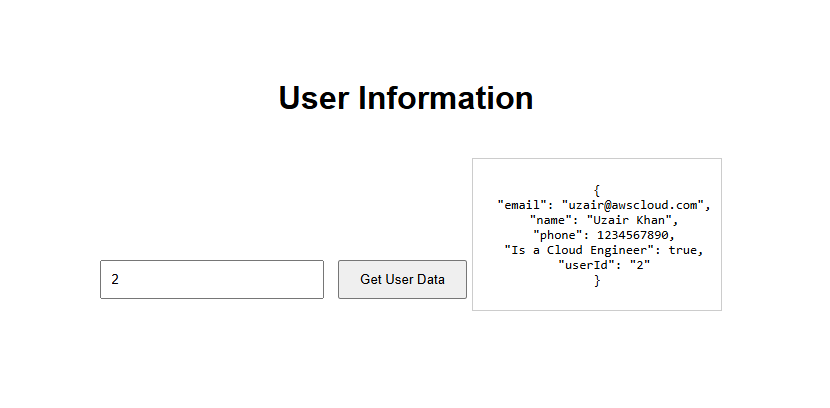 User Information
2
Get User Data
{
"email": "uzair@awscloud.com",
"name": "Uzair Khan",
"phone": 1234567890,
"Is a Cloud Engineer": true,
"userId": "2"
}